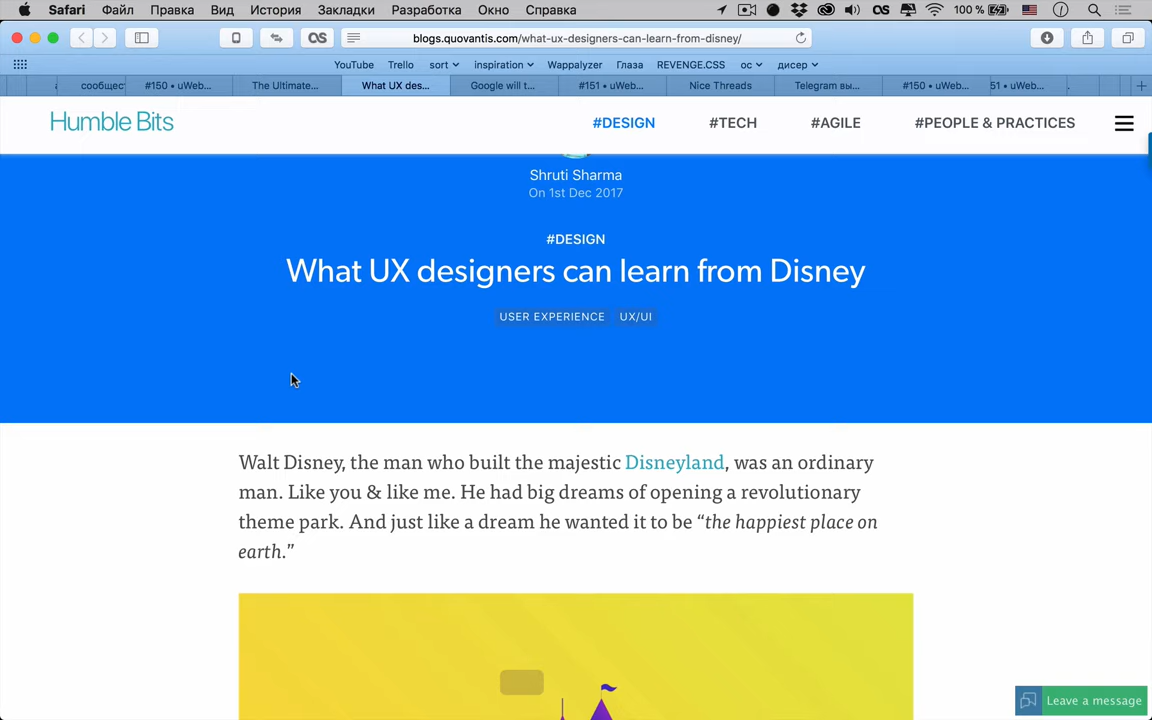 Safari Файл Правка Вид История Закладки Разработка Окно Справка 100 %
blogs.quovantis.com/what-ux-designers-can-learn-from-disney/
YouTube Trello sort inspiration Wappalyzer Глаза REVENGE.CSS ос дисер
сообщес #150 • uWeb... The Ultimate... What UX des... Google will t... #151 • uWeb... Nice Threads Telegram вы... #150 • uWeb... 51 • uWeb...
Humble Bits #DESIGN #TECH #AGILE #PEOPLE & PRACTICES
Shruti Sharma
On 1st Dec 2017
#DESIGN
What UX designers can learn from Disney
USER EXPERIENCE UX/UI
Walt Disney, the man who built the majestic Disneyland, was an ordinary
man. Like you & like me. He had big dreams of opening a revolutionary
theme park. And just like a dream he wanted it to be “the happiest place on
earth.”
Leave a message